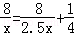 8/x = 8/2.5x + 1/4